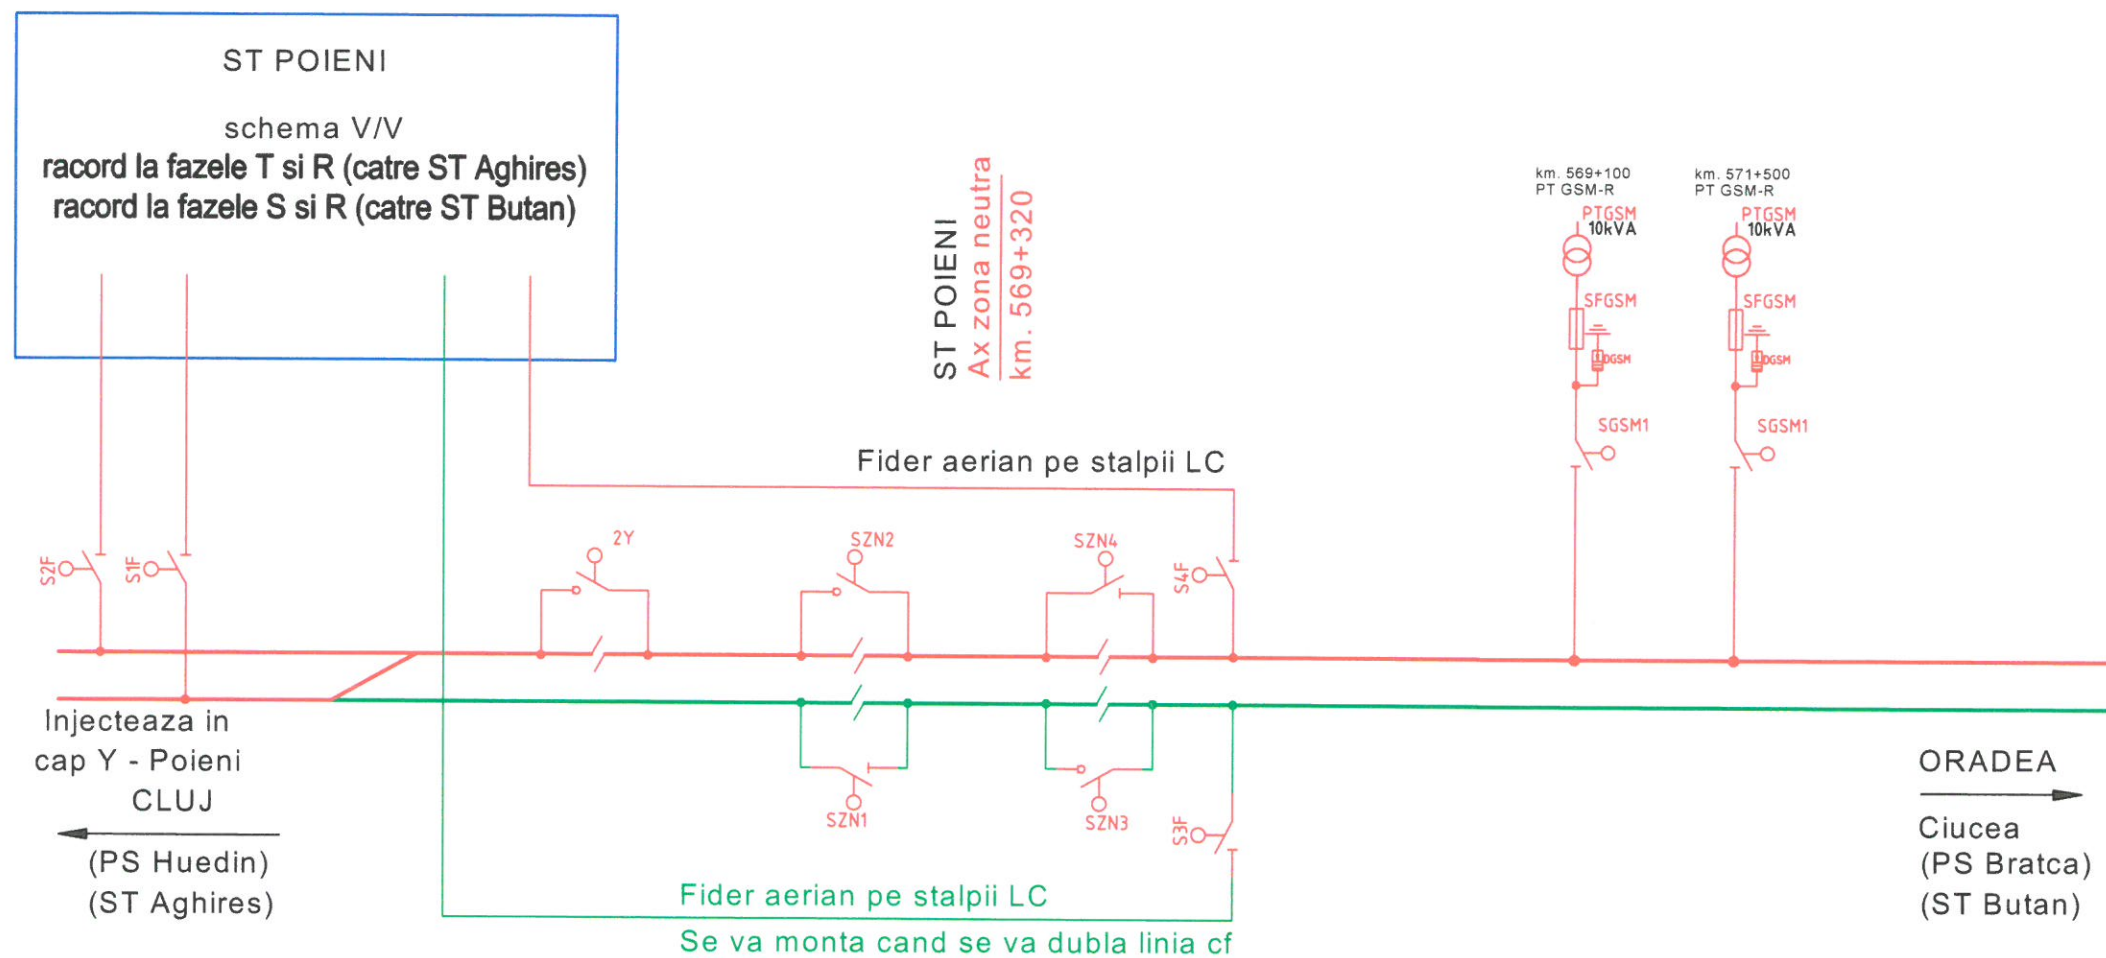 ST POIENI
schema V/V
racord la fazele T si R (catre ST Aghires)
racord la fazele S si R (catre ST Butan)
ST POIENI
Ax zona neutra
km. 569+320
km. 569+100
PT GSM-R
PTGSM
10kVA
SFGSM
DGSM
SGSM1
km. 571+500
PT GSM-R
PTGSM
10kVA
SFGSM
DGSM
SGSM1
Fider aerian pe stalpii LC
S2F
S1F
2Y
SZN2
SZN4
S4F
SZN1
SZN3
S3F
Injecteaza in
cap Y - Poieni
CLUJ
(PS Huedin)
(ST Aghires)
Fider aerian pe stalpii LC
Se va monta cand se va dubla linia cf
ORADEA
Ciucea
(PS Bratca)
(ST Butan)